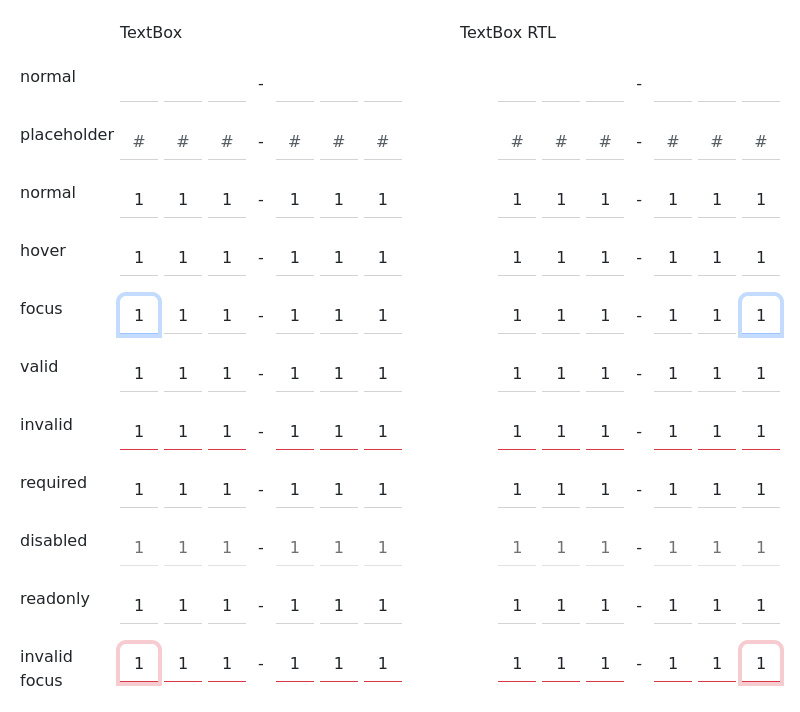 TextBox TextBox RTL
normal - -
placeholder # # # - # # # # # # - # # #
normal 1 1 1 - 1 1 1 1 1 1 - 1 1 1
hover 1 1 1 - 1 1 1 1 1 1 - 1 1 1
focus 1 1 1 - 1 1 1 1 1 1 - 1 1 1
valid 1 1 1 - 1 1 1 1 1 1 - 1 1 1
invalid 1 1 1 - 1 1 1 1 1 1 - 1 1 1
required 1 1 1 - 1 1 1 1 1 1 - 1 1 1
disabled 1 1 1 - 1 1 1 1 1 1 - 1 1 1
readonly 1 1 1 - 1 1 1 1 1 1 - 1 1 1
invalid 1 1 1 - 1 1 1 1 1 1 - 1 1 1
focus